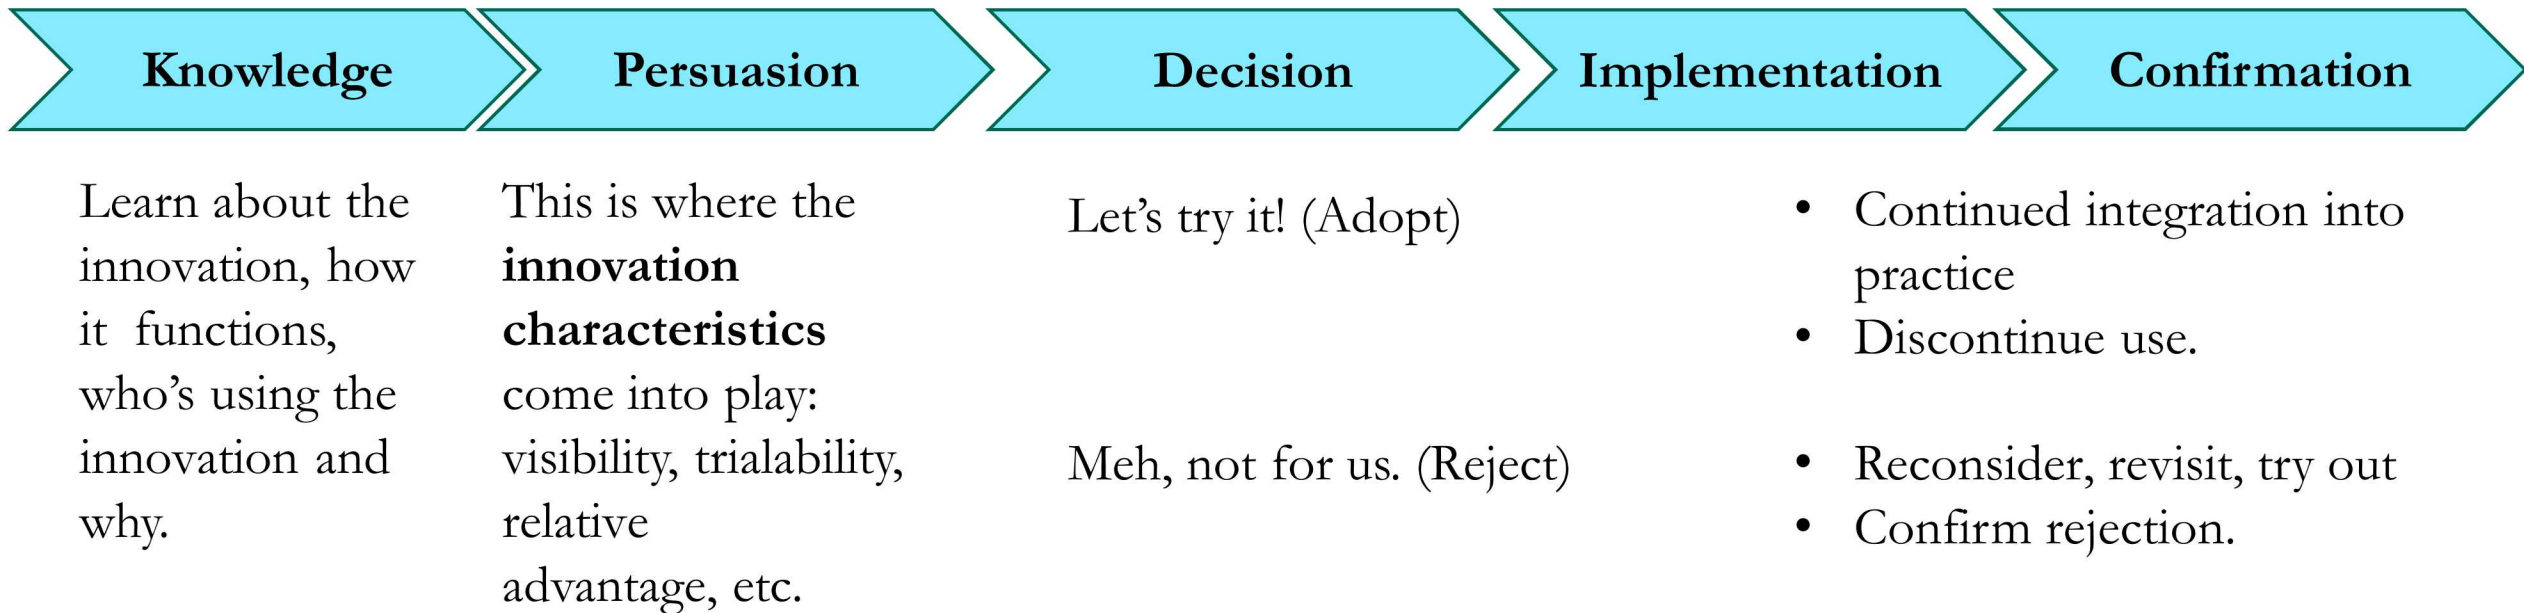 Knowledge
Persuasion
Decision
Implementation
Confirmation
Learn about the
innovation, how
it functions,
who’s using the
innovation and
why.
This is where the
innovation
characteristics
come into play:
visibility, trialability,
relative
advantage, etc.
Let’s try it! (Adopt)
Meh, not for us. (Reject)
• Continued integration into
practice
• Discontinue use.
• Reconsider, revisit, try out
• Confirm rejection.